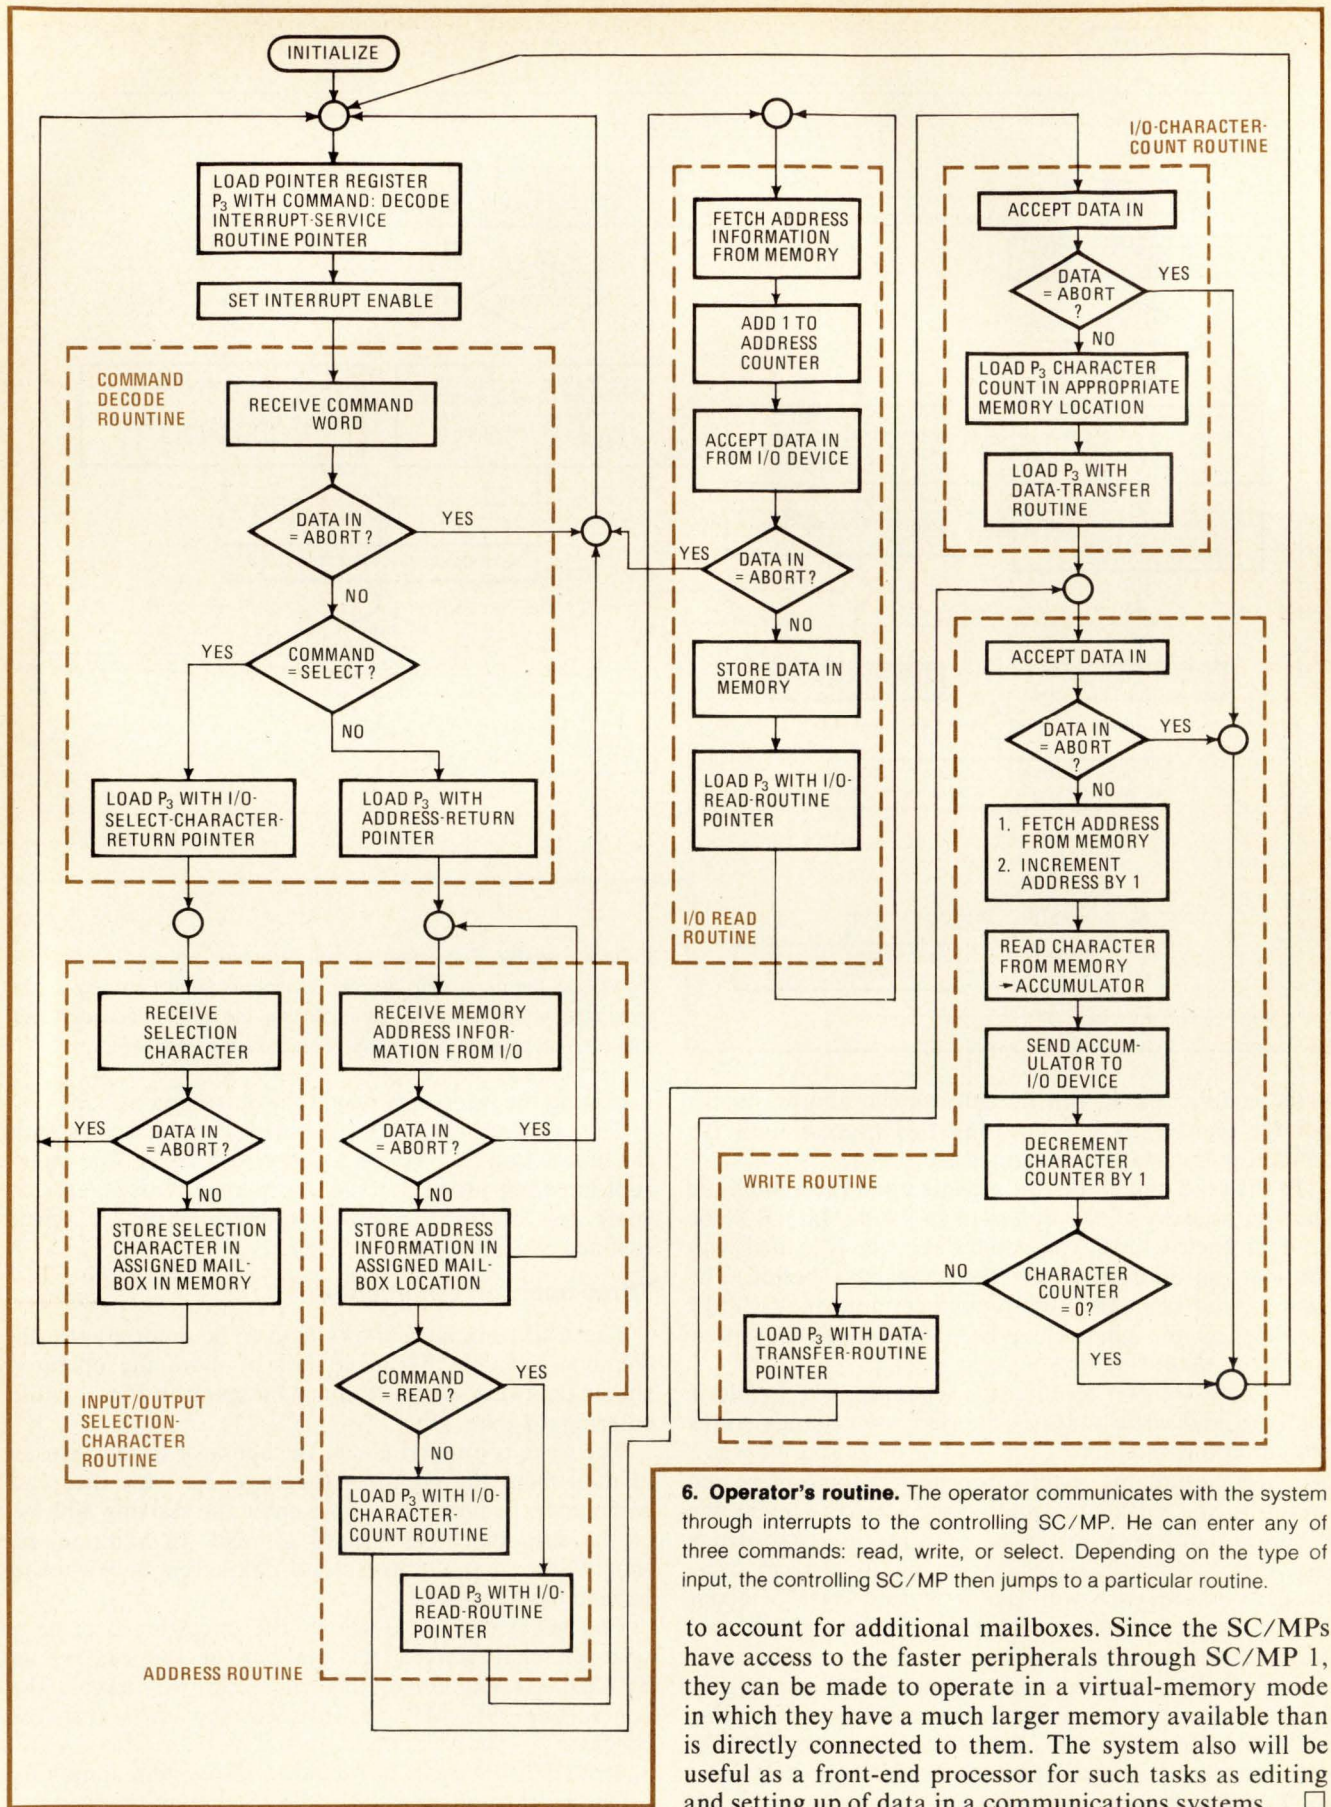 INITIALIZE
LOAD POINTER REGISTER
P3 WITH COMMAND: DECODE
INTERRUPT-SERVICE
ROUTINE POINTER
SET INTERRUPT ENABLE
COMMAND
DECODE
ROUNTINE
RECEIVE COMMAND
WORD
DATA IN
= ABORT?
YES
NO
COMMAND
= SELECT?
YES
NO
LOAD P3 WITH I/O-
SELECT-CHARACTER-
RETURN POINTER
LOAD P3 WITH
ADDRESS-RETURN
POINTER
RECEIVE
SELECTION
CHARACTER
YES
DATA IN
= ABORT?
NO
STORE SELECTION
CHARACTER IN
ASSIGNED MAIL-
BOX IN MEMORY
INPUT/OUTPUT
SELECTION-
CHARACTER
ROUTINE
RECEIVE MEMORY
ADDRESS INFOR-
MATION FROM I/O
DATA IN
= ABORT?
YES
NO
STORE ADDRESS
INFORMATION IN
ASSIGNED MAIL-
BOX LOCATION
COMMAND
= READ?
YES
NO
LOAD P3 WITH I/O-
CHARACTER-
COUNT ROUTINE
LOAD P3 WITH I/O-
READ-ROUTINE
POINTER
ADDRESS ROUTINE
FETCH ADDRESS
INFORMATION
FROM MEMORY
ADD 1 TO
ADDRESS
COUNTER
ACCEPT DATA IN
FROM I/O DEVICE
YES
DATA IN
= ABORT?
NO
STORE DATA IN
MEMORY
LOAD P3 WITH I/O-
READ-ROUTINE
POINTER
I/O READ
ROUTINE
I/O-CHARACTER-
COUNT ROUTINE
ACCEPT DATA IN
DATA
= ABORT
?
YES
NO
LOAD P3 CHARACTER
COUNT IN APPROPRIATE
MEMORY LOCATION
LOAD P3 WITH
DATA-TRANSFER
ROUTINE
ACCEPT DATA IN
DATA IN
= ABORT
?
YES
NO
1. FETCH ADDRESS
FROM MEMORY
2. INCREMENT
ADDRESS BY 1
READ CHARACTER
FROM MEMORY
→ACCUMULATOR
SEND ACCUM-
ULATOR TO
I/O DEVICE
DECREMENT
CHARACTER
COUNTER BY 1
WRITE ROUTINE
CHARACTER
COUNTER
= 0?
NO
YES
LOAD P3 WITH DATA-
TRANSFER-ROUTINE
POINTER
6. Operator's routine. The operator communicates with the system
through interrupts to the controlling SC/MP. He can enter any of
three commands: read, write, or select. Depending on the type of
input, the controlling SC/MP then jumps to a particular routine.
to account for additional mailboxes. Since the SC/MPs
have access to the faster peripherals through SC/MP 1,
they can be made to operate in a virtual-memory mode
in which they have a much larger memory available than
is directly connected to them. The system also will be
useful as a front-end processor for such tasks as editing
and setting up of data in a communications systems. □